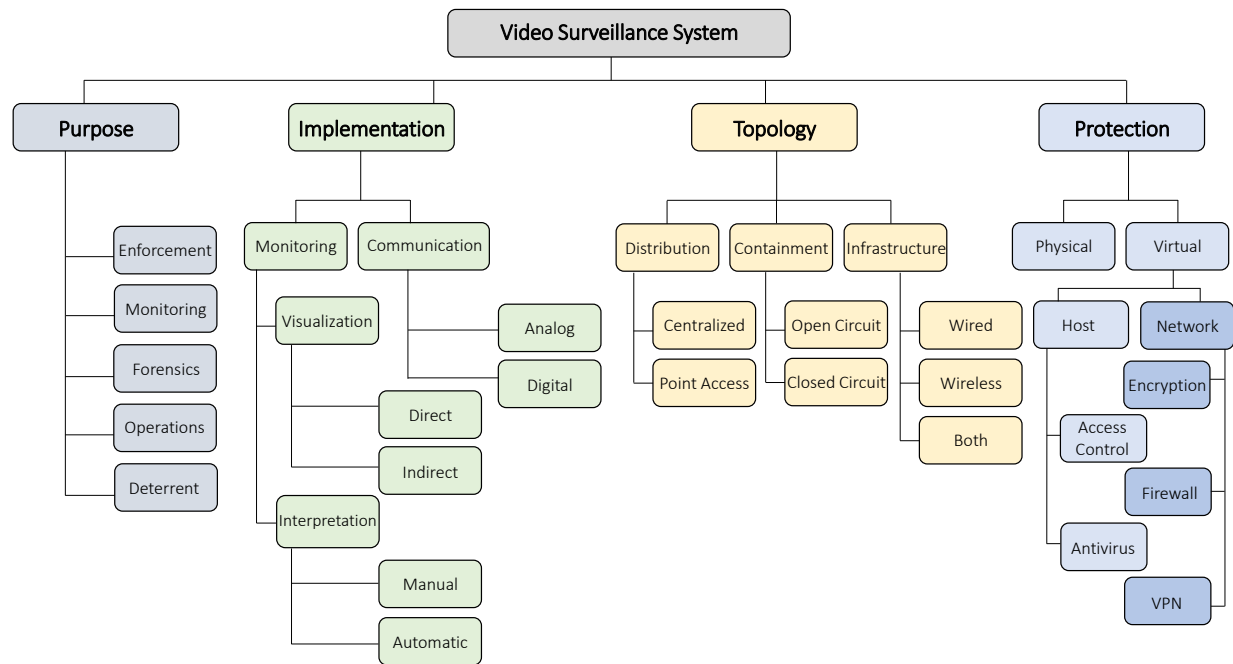 Video Surveillance System
Purpose
Implementation
Topology
Protection
Enforcement
Monitoring
Forensics
Operations
Deterrent
Monitoring
Communication
Visualization
Analog
Digital
Direct
Indirect
Interpretation
Manual
Automatic
Distribution
Containment
Infrastructure
Centralized
Point Access
Open Circuit
Closed Circuit
Wired
Wireless
Both
Physical
Virtual
Host
Network
Encryption
Access
Control
Firewall
Antivirus
VPN